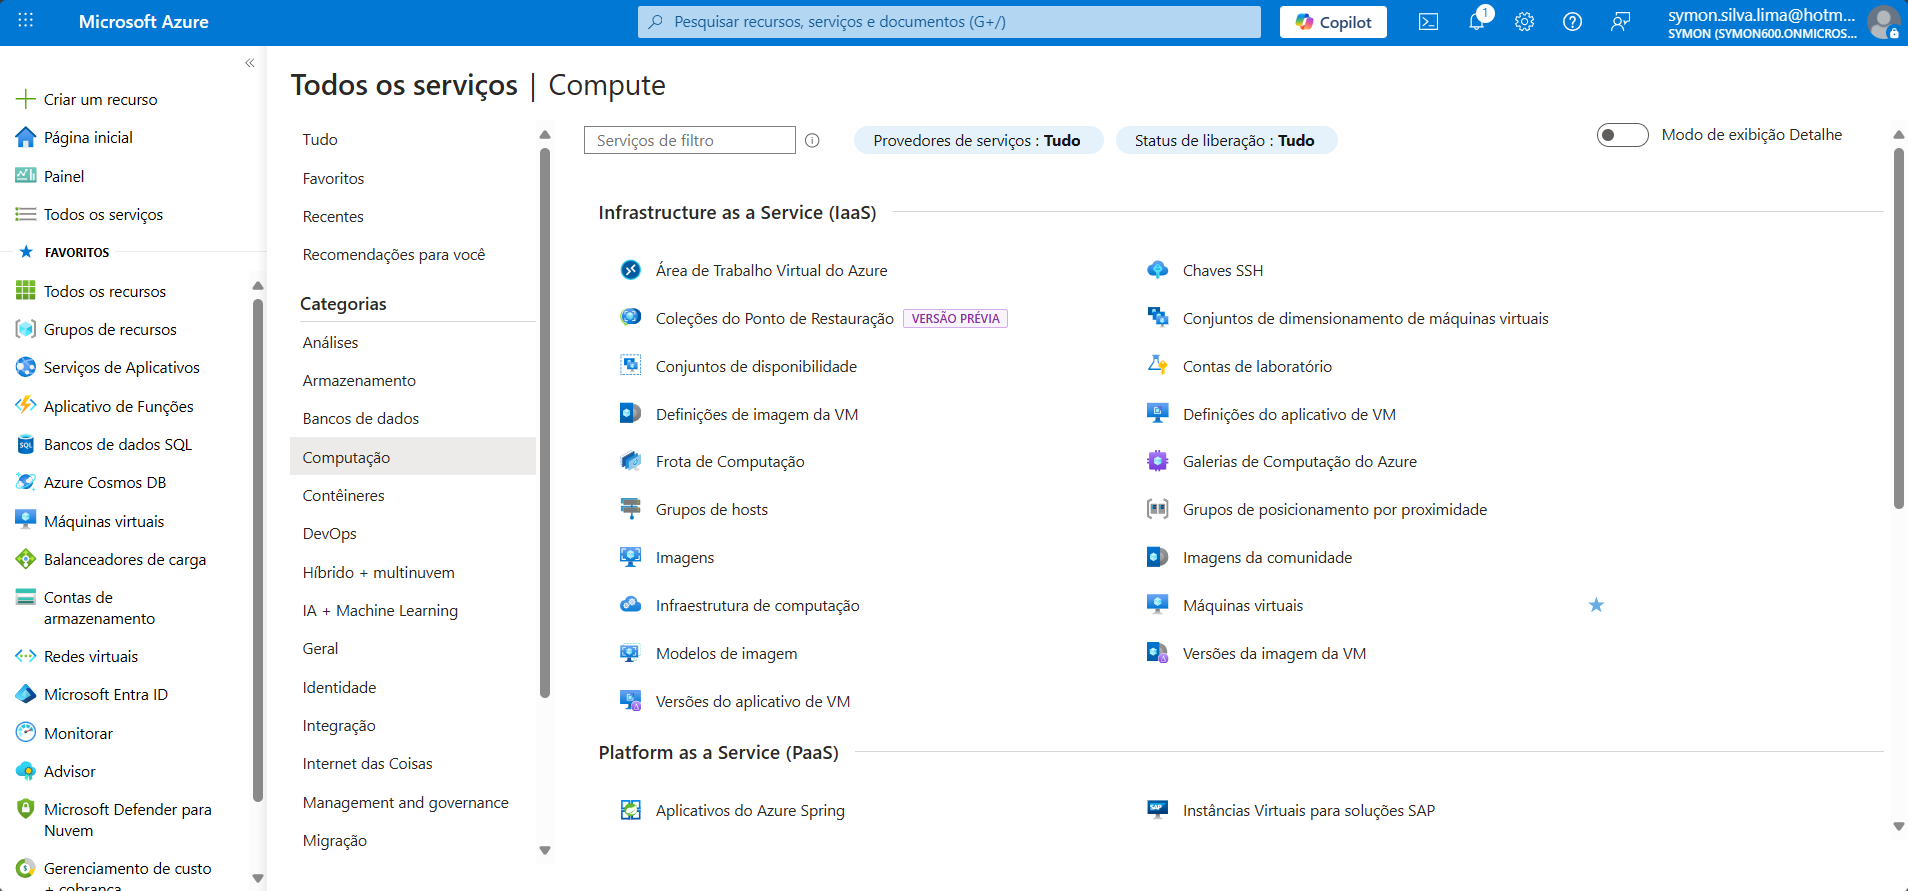 Microsoft Azure
Pesquisar recursos, serviços e documentos (G+/)
Copilot
1
symon.silva.lima@hotm...
SYMON (SYMON600.ONMICROS...
Criar um recurso
Página inicial
Painel
Todos os serviços
FAVORITOS
Todos os recursos
Grupos de recursos
Serviços de Aplicativos
Aplicativo de Funções
SQL
Bancos de dados SQL
Azure Cosmos DB
Máquinas virtuais
Balanceadores de carga
Contas de
armazenamento
Redes virtuais
Microsoft Entra ID
Monitorar
Advisor
Microsoft Defender para
Nuvem
Gerenciamento de custo
+ cobrança
Todos os serviços | Compute
Tudo
Favoritos
Recentes
Recomendações para você
Categorias
Análises
Armazenamento
Bancos de dados
Computação
Contêineres
DevOps
Híbrido + multinuvem
IA + Machine Learning
Geral
Identidade
Integração
Internet das Coisas
Management and governance
Migração
Serviços de filtro
Provedores de serviços : Tudo
Status de liberação : Tudo
Modo de exibição Detalhe
Infrastructure as a Service (IaaS)
Área de Trabalho Virtual do Azure
Chaves SSH
Coleções do Ponto de Restauração VERSÃO PRÉVIA
Conjuntos de dimensionamento de máquinas virtuais
Conjuntos de disponibilidade
Contas de laboratório
Definições de imagem da VM
Definições do aplicativo de VM
Frota de Computação
Galerias de Computação do Azure
Grupos de hosts
Grupos de posicionamento por proximidade
Imagens
Imagens da comunidade
Infraestrutura de computação
Máquinas virtuais
Modelos de imagem
Versões da imagem da VM
Versões do aplicativo de VM
Platform as a Service (PaaS)
Aplicativos do Azure Spring
SAP
Instâncias Virtuais para soluções SAP